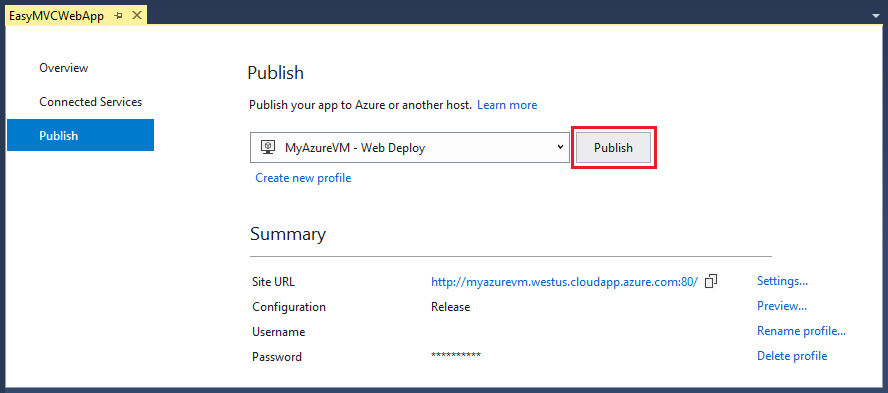 EasyMVCWebApp
Overview
Connected Services
Publish
Publish
Publish your app to Azure or another host. Learn more
MyAzureVM - Web Deploy
Publish
Create new profile
Summary
Site URL http://myazurevm.westus.cloudapp.azure.com:80/ Settings...
Configuration Release Preview...
Username Rename profile...
Password ********** Delete profile